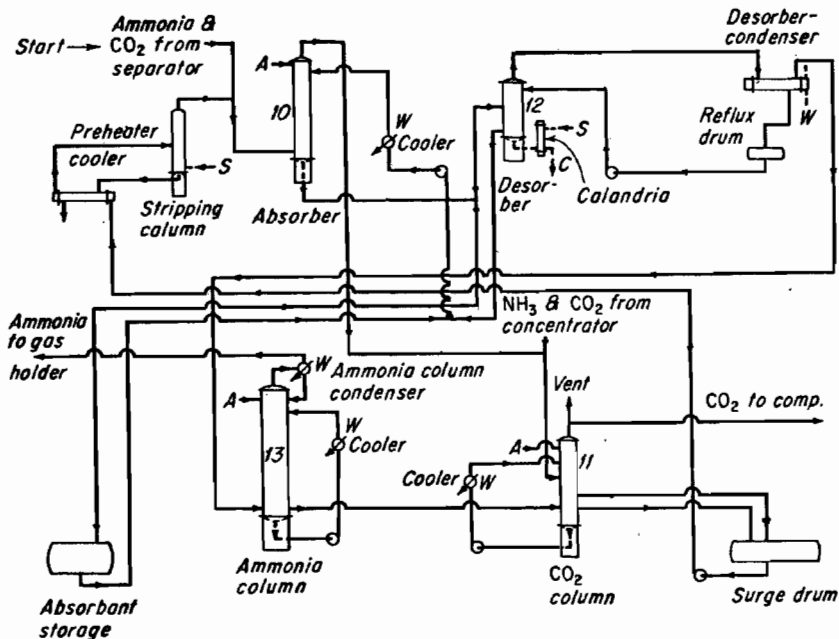 Ammonia &
Start CO2 from
separator
Preheater
cooler
S
Stripping
calumn
A
10
W
Cooler
Absorber
12
S
C
Desor-
ber
Calandria
Desorber-
condenser
Reflux
drum
W
Ammonia
to gas
holder
A
W
Ammonia column
condenser
W
Cooler
13
Ammonia
column
Absorbant
storage
NH3 & CO2 from
concentrator
Vent
CO2 to comp.
A
11
Cooler
W
CO2
column
Surge drum